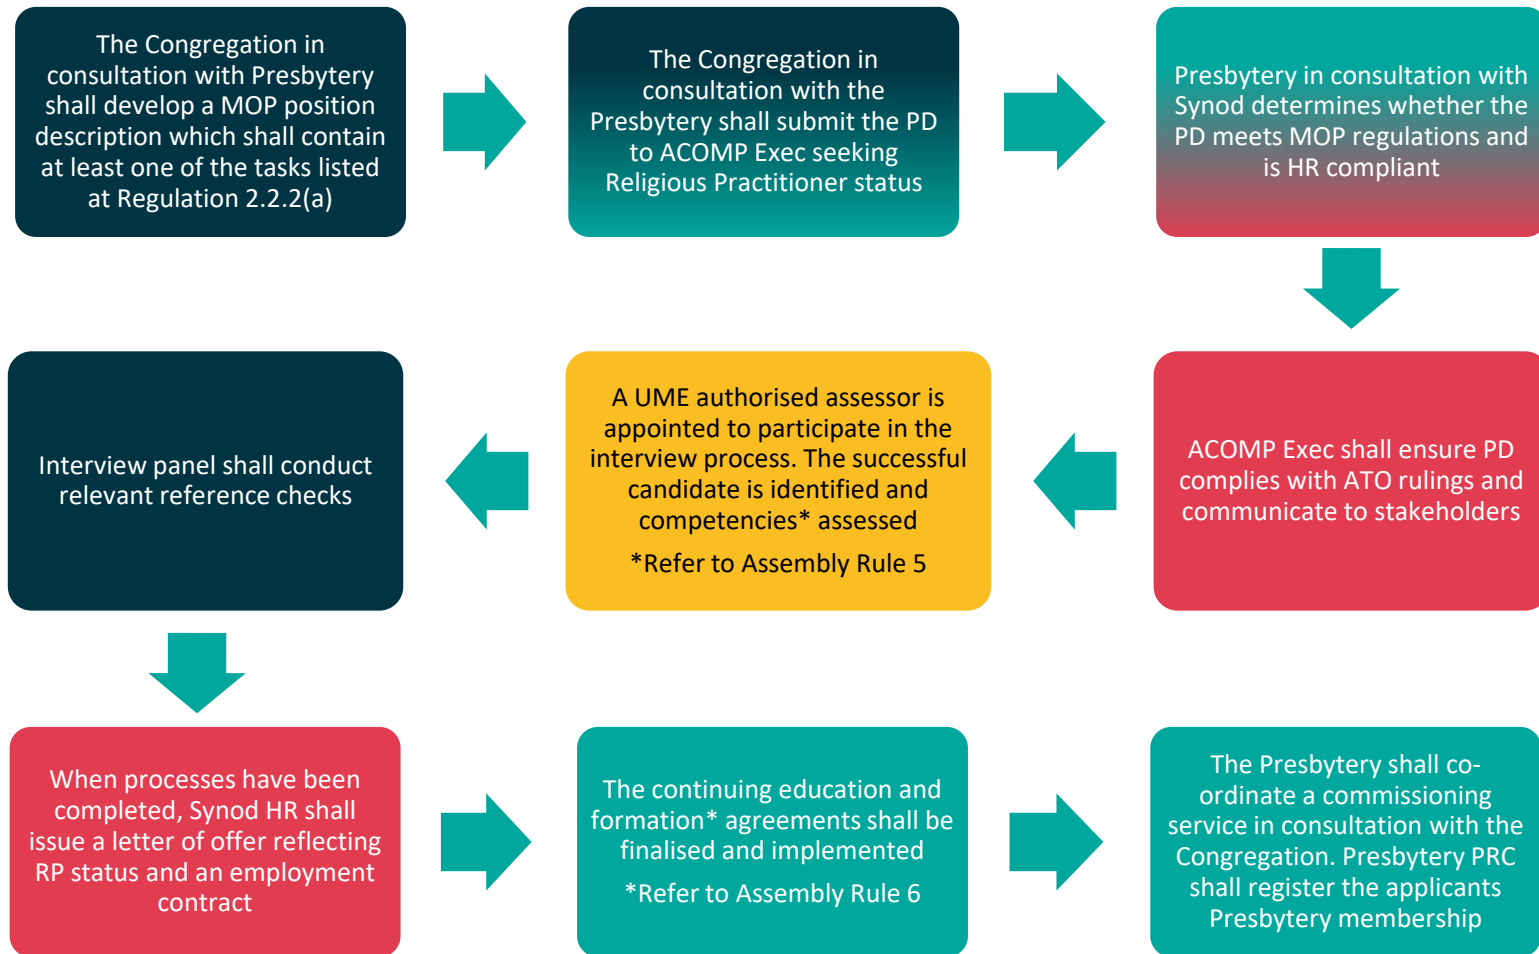 The Congregation in
consultation with Presbytery
shall develop a MOP position
description which shall contain
at least one of the tasks listed
at Regulation 2.2.2(a)
The Congregation in
consultation with the
Presbytery shall submit the PD
to ACOMP Exec seeking
Religious Practitioner status
Presbytery in consultation with
Synod determines whether the
PD meets MOP regulations and
is HR compliant
ACOMP Exec shall ensure PD
complies with ATO rulings and
communicate to stakeholders
A UME authorised assessor is
appointed to participate in the
interview process. The successful
candidate is identified and
competencies* assessed
*Refer to Assembly Rule 5
Interview panel shall conduct
relevant reference checks
When processes have been
completed, Synod HR shall
issue a letter of offer reflecting
RP status and an employment
contract
The continuing education and
formation* agreements shall be
finalised and implemented
*Refer to Assembly Rule 6
The Presbytery shall co-
ordinate a commissioning
service in consultation with the
Congregation. Presbytery PRC
shall register the applicants
Presbytery membership